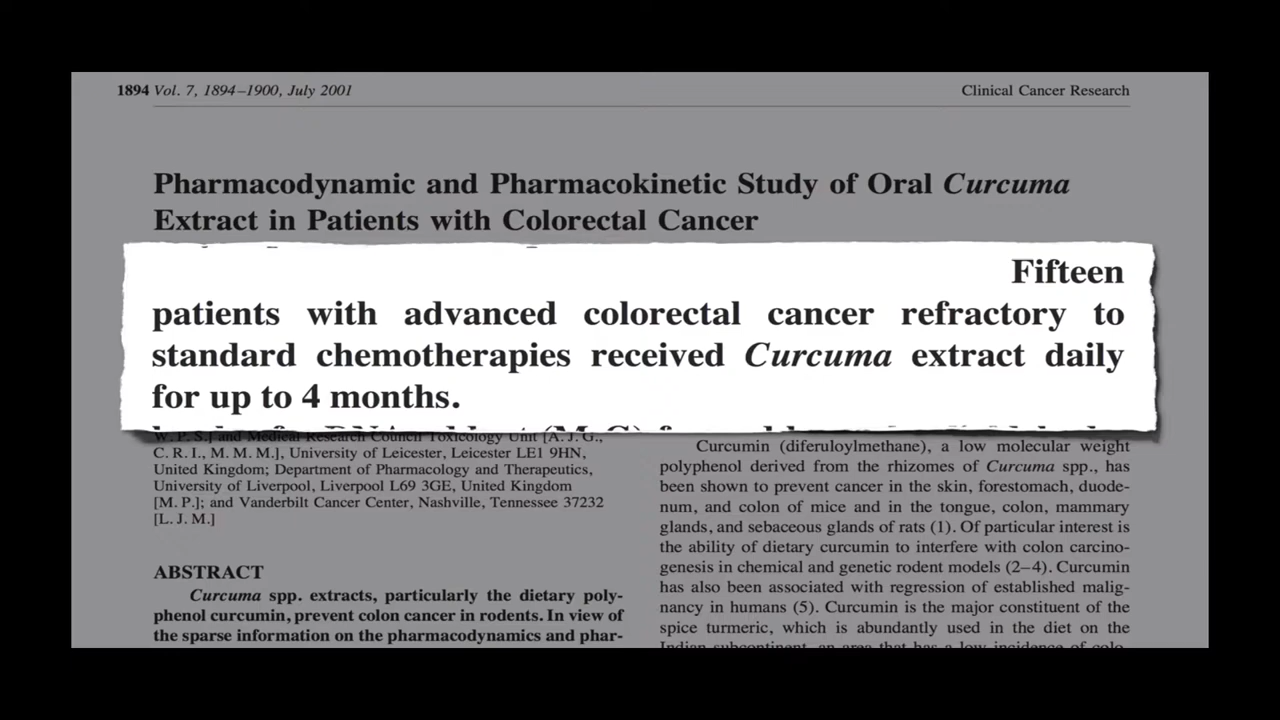 1894 Vol. 7, 1894–1900, July 2001
Clinical Cancer Research
Pharmacodynamic and Pharmacokinetic Study of Oral Curcuma
Extract in Patients with Colorectal Cancer
Fifteen
patients with advanced colorectal cancer refractory to
standard chemotherapies received Curcuma extract daily
for up to 4 months.
W. P. S.] and Medical Research Council Toxicology Unit [A. J. G.,
C. R. I., M. M. M.], University of Leicester, Leicester LE1 9HN,
United Kingdom; Department of Pharmacology and Therapeutics,
University of Liverpool, Liverpool L69 3GE, United Kingdom
[M. P.]; and Vanderbilt Cancer Center, Nashville, Tennessee 37232
[L. J. M.]
ABSTRACT
Curcuma spp. extracts, particularly the dietary poly-
phenol curcumin, prevent colon cancer in rodents. In view of
the sparse information on the pharmacodynamics and phar-
Curcumin (diferuloylmethane), a low molecular weight
polyphenol derived from the rhizomes of Curcuma spp., has
been shown to prevent cancer in the skin, forestomach, duode-
num, and colon of mice and in the tongue, colon, mammary
glands, and sebaceous glands of rats (1). Of particular interest is
the ability of dietary curcumin to interfere with colon carcino-
genesis in chemical and genetic rodent models (2–4). Curcumin
has also been associated with regression of established malig-
nancy in humans (5). Curcumin is the major constituent of the
spice turmeric, which is abundantly used in the diet on the
Indian subcontinent, an area that has a low incidence of colo-